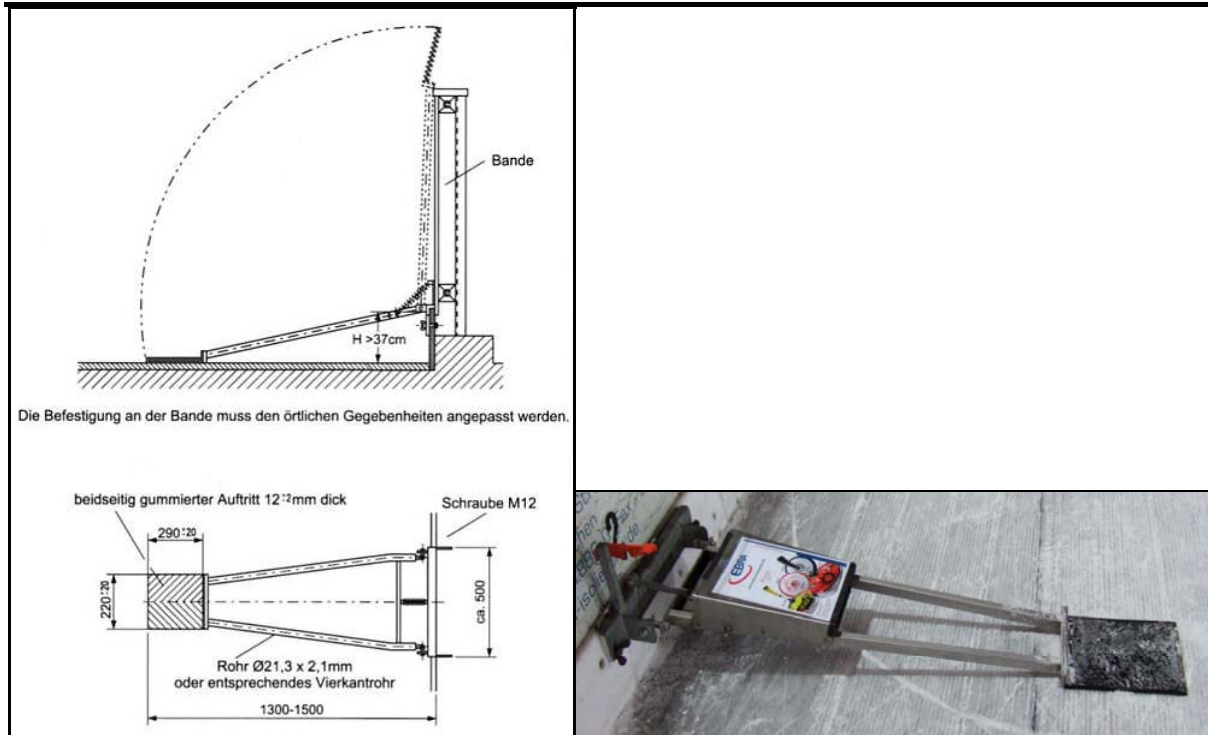 Bande
H >37cm
Die Befestigung an der Bande muss den örtlichen Gegebenheiten angepasst werden.
beidseitig gummierter Auftritt 12±2mm dick
Schraube M12
290±20
220±20
ca. 500
Rohr Ø21,3 x 2,1mm
oder entsprechendes Vierkantrohr
1300-1500
EBRA